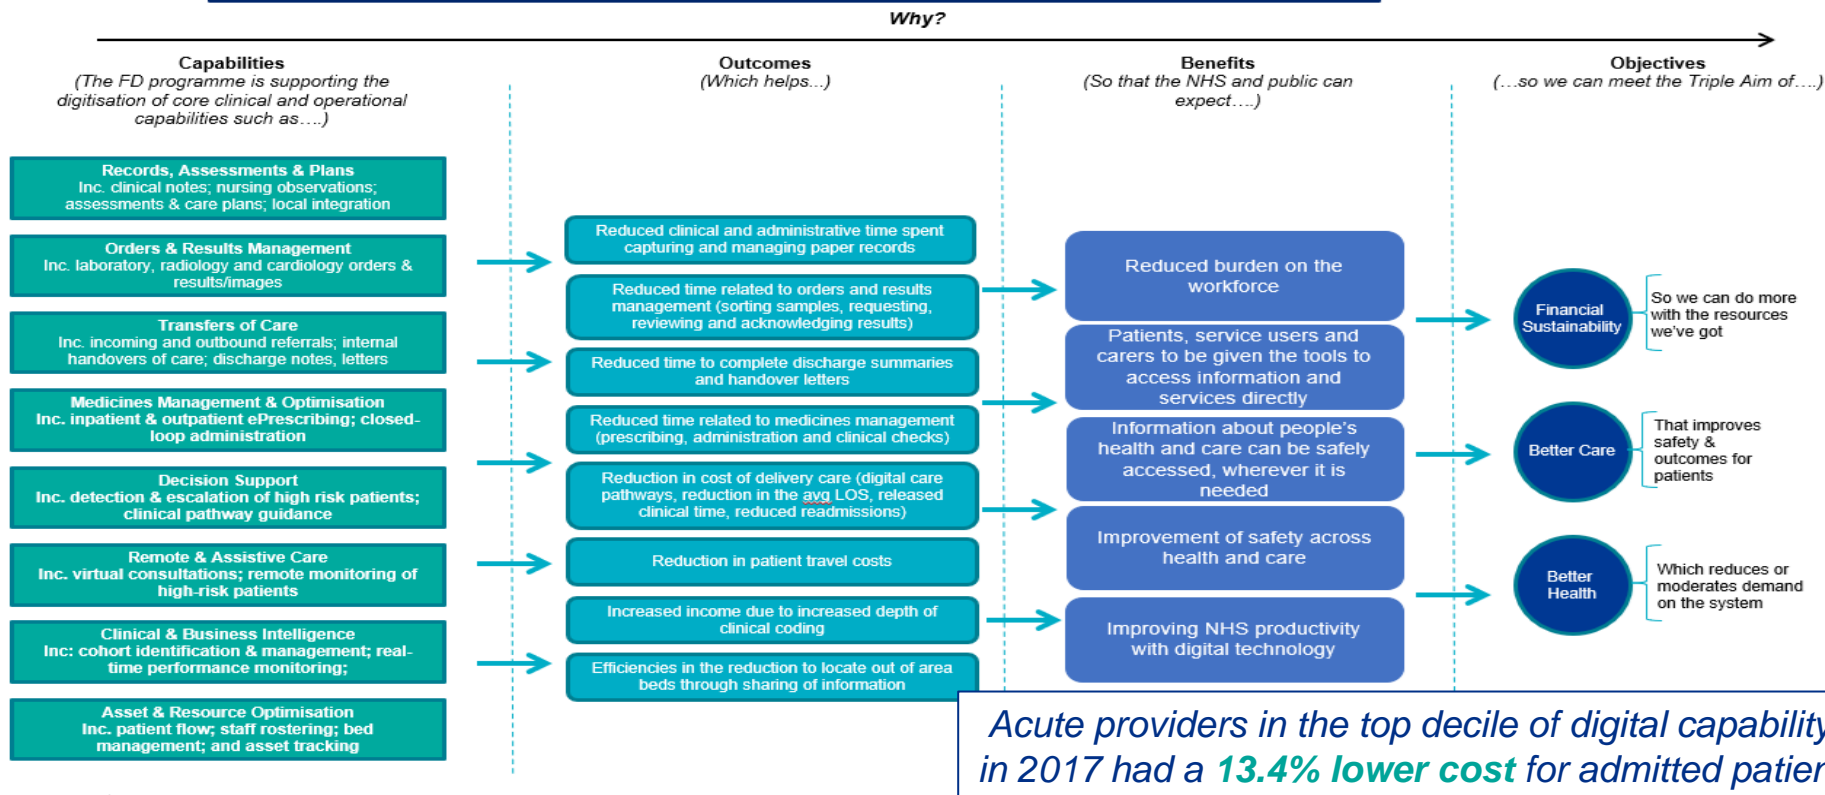 Why?
Capabilities
(The FD programme is supporting the
digitisation of core clinical and operational
capabilities such as….)
Outcomes
(Which helps...)
Benefits
(So that the NHS and public can
expect….)
Objectives
(…so we can meet the Triple Aim of….)
Records, Assessments & Plans
Inc. clinical notes; nursing observations;
assessments & care plans; local integration
Orders & Results Management
Inc. laboratory, radiology and cardiology orders &
results/images
Transfers of Care
Inc. incoming and outbound referrals; internal
handovers of care; discharge notes, letters
Medicines Management & Optimisation
Inc. inpatient & outpatient ePrescribing; closed-
loop administration
Decision Support
Inc. detection & escalation of high risk patients;
clinical pathway guidance
Remote & Assistive Care
Inc. virtual consultations; remote monitoring of
high-risk patients
Clinical & Business Intelligence
Inc: cohort identification & management; real-
time performance monitoring;
Asset & Resource Optimisation
Inc. patient flow; staff rostering; bed
management; and asset tracking
Reduced clinical and administrative time spent
capturing and managing paper records
Reduced time related to orders and results
management (sorting samples, requesting,
reviewing and acknowledging results)
Reduced time to complete discharge summaries
and handover letters
Reduced time related to medicines management
(prescribing, administration and clinical checks)
Reduction in cost of delivery care (digital care
pathways, reduction in the avg LOS, released
clinical time, reduced readmissions)
Reduction in patient travel costs
Increased income due to increased depth of
clinical coding
Efficiencies in the reduction to locate out of area
beds through sharing of information
Reduced burden on the
workforce
Patients, service users and
carers to be given the tools to
access information and
services directly
Information about people's
health and care can be safely
accessed, wherever it is
needed
Improvement of safety across
health and care
Improving NHS productivity
with digital technology
Financial
Sustainability
So we can do more
with the resources
we've got
Better Care
That improves
safety &
outcomes for
patients
Better
Health
Which reduces or
moderates demand
on the system
Acute providers in the top decile of digital capability
in 2017 had a 13.4% lower cost for admitted patien